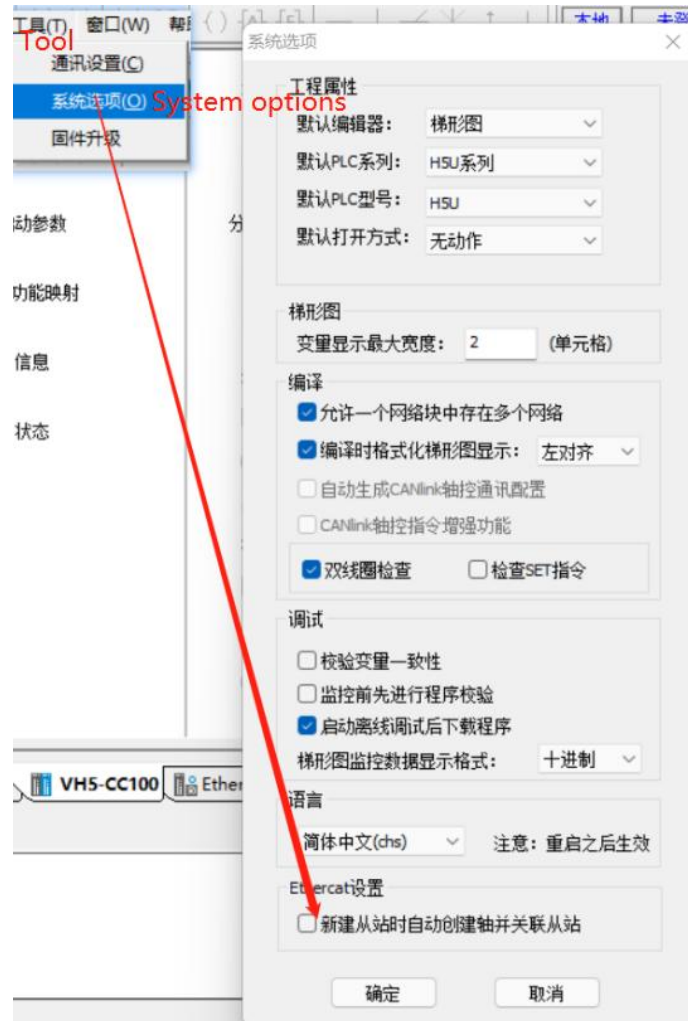 工具(T) 窗口(W) 帮
Tool
本地
系统选项
通讯设置(C)
系统选项(O) System options
固件升级
动参数
功能映射
信息
状态
分
工程属性
默认编辑器： 梯形图
默认PLC系列： H5U系列
默认PLC型号： H5U
默认打开方式： 无动作
梯形图
变量显示最大宽度： 2 (单元格)
编译
允许一个网络块中存在多个网络
编译时格式化梯形图显示： 左对齐
自动生成CANlink轴控通讯配置
CANlink轴控指令增强功能
双线圈检查 检查SET指令
调试
校验变量一致性
监控前先进行程序校验
启动离线调试后下载程序
梯形图监控数据显示格式： 十进制
VH5-CC100 Ether
语言
简体中文(chs) 注意：重启之后生效
Ethercat设置
新建从站时自动创建轴并关联从站
确定 取消